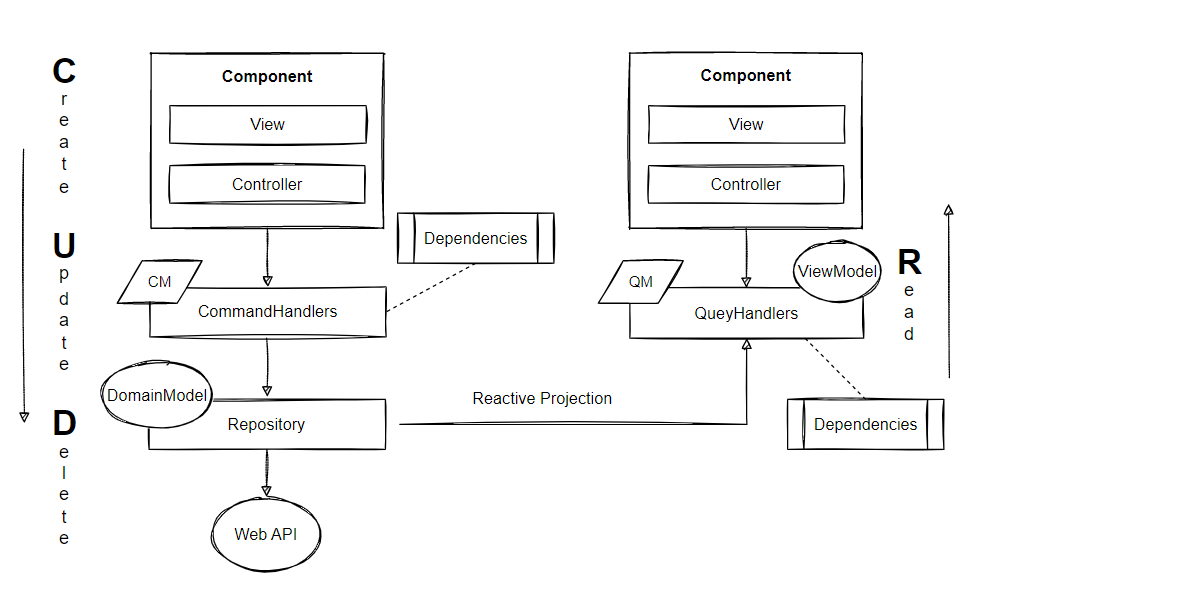 Create
Update
Delete
Component
View
Controller
Dependencies
CM
CommandHandlers
DomainModel
Repository
Web API
Reactive Projection
Component
View
Controller
QM
ViewModel
QueyHandlers
Dependencies
Read